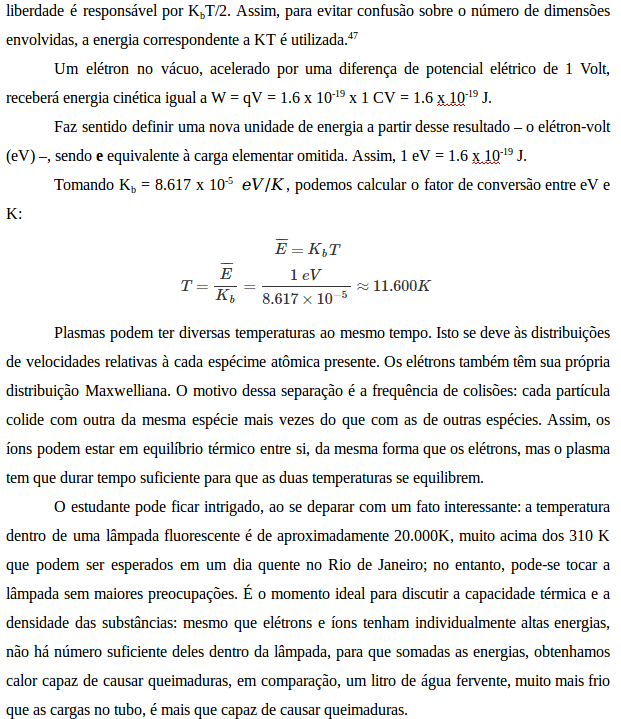 liberdade é responsável por KbT/2. Assim, para evitar confusão sobre o número de dimensões
envolvidas, a energia correspondente a KT é utilizada.47
Um elétron no vácuo, acelerado por uma diferença de potencial elétrico de 1 Volt,
receberá energia cinética igual a W = qV = 1.6 x 10-19 x 1 CV = 1.6 x 10-19 J.
Faz sentido definir uma nova unidade de energia a partir desse resultado – o elétron-volt
(eV) –, sendo e equivalente à carga elementar omitida. Assim, 1 eV = 1.6 x 10-19 J.
Tomando Kb = 8.617 x 10-5 eV/K, podemos calcular o fator de conversão entre eV e
K:
E̅ = KbT
T = E̅/Kb = 1 eV/8.617 × 10−5 ≈ 11.600K
Plasmas podem ter diversas temperaturas ao mesmo tempo. Isto se deve às distribuições
de velocidades relativas à cada espécime atômica presente. Os elétrons também têm sua própria
distribuição Maxwelliana. O motivo dessa separação é a frequência de colisões: cada partícula
colide com outra da mesma espécie mais vezes do que com as de outras espécies. Assim, os
íons podem estar em equilíbrio térmico entre si, da mesma forma que os elétrons, mas o plasma
tem que durar tempo suficiente para que as duas temperaturas se equilibrem.
O estudante pode ficar intrigado, ao se deparar com um fato interessante: a temperatura
dentro de uma lâmpada fluorescente é de aproximadamente 20.000K, muito acima dos 310 K
que podem ser esperados em um dia quente no Rio de Janeiro; no entanto, pode-se tocar a
lâmpada sem maiores preocupações. É o momento ideal para discutir a capacidade térmica e a
densidade das substâncias: mesmo que elétrons e íons tenham individualmente altas energias,
não há número suficiente deles dentro da lâmpada, para que somadas as energias, obtenhamos
calor capaz de causar queimaduras, em comparação, um litro de água fervente, muito mais frio
que as cargas no tubo, é mais que capaz de causar queimaduras.